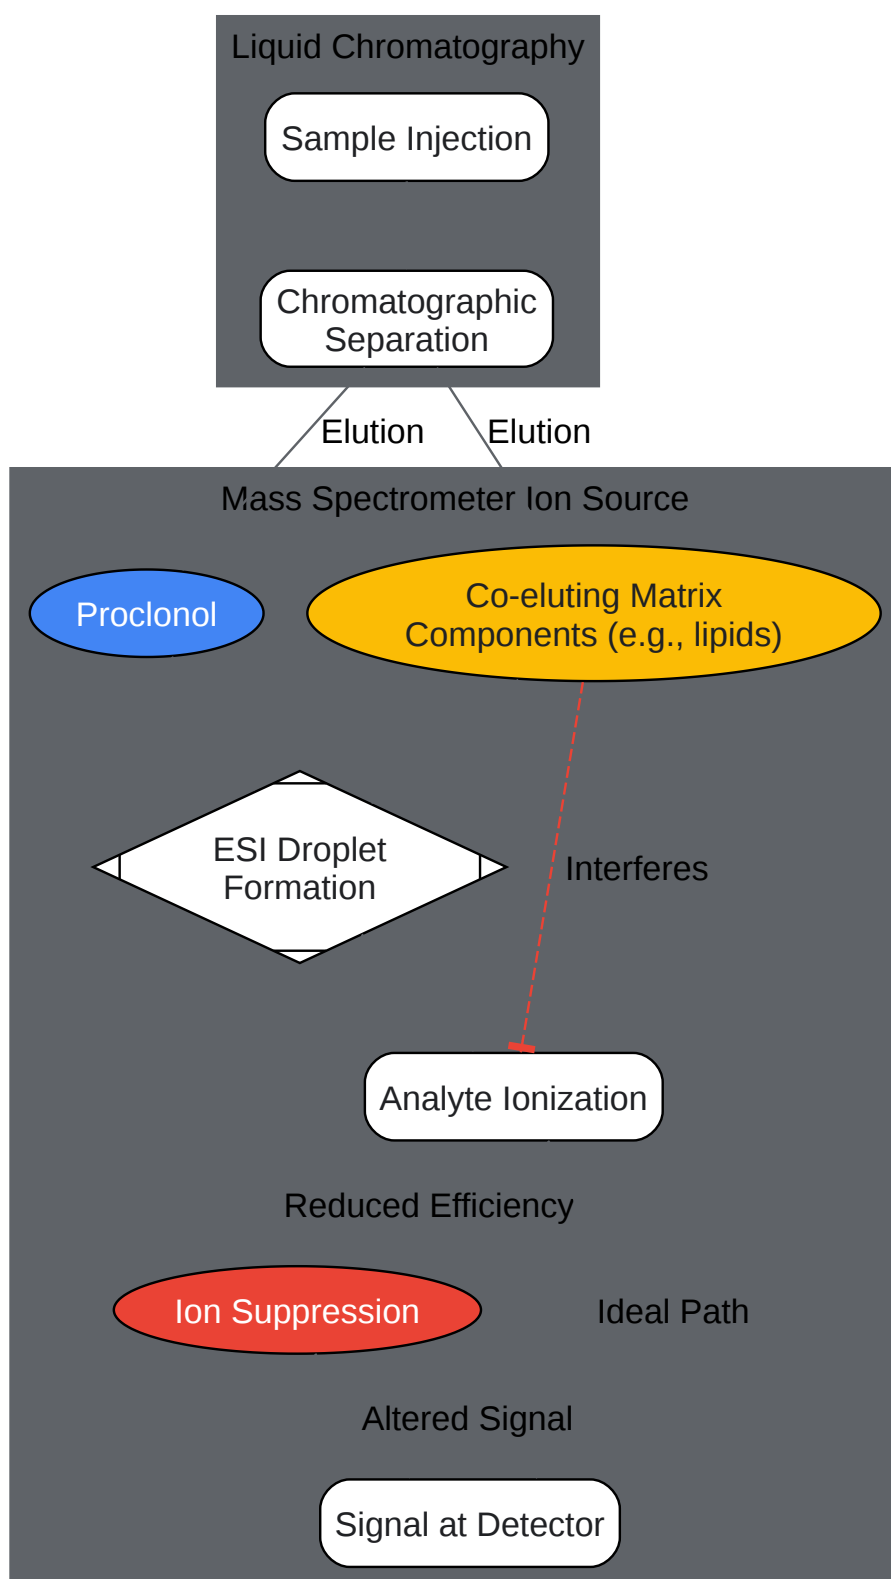 Liquid Chromatography
Sample Injection
Chromatographic
Separation
Elution
Elution
Mass Spectrometer Ion Source
Proclonol
Co-eluting Matrix
Components (e.g., lipids)
ESI Droplet
Formation
Interferes
Analyte Ionization
Reduced Efficiency
Ion Suppression
Ideal Path
Altered Signal
Signal at Detector